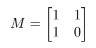 M = [1 1
1 0]